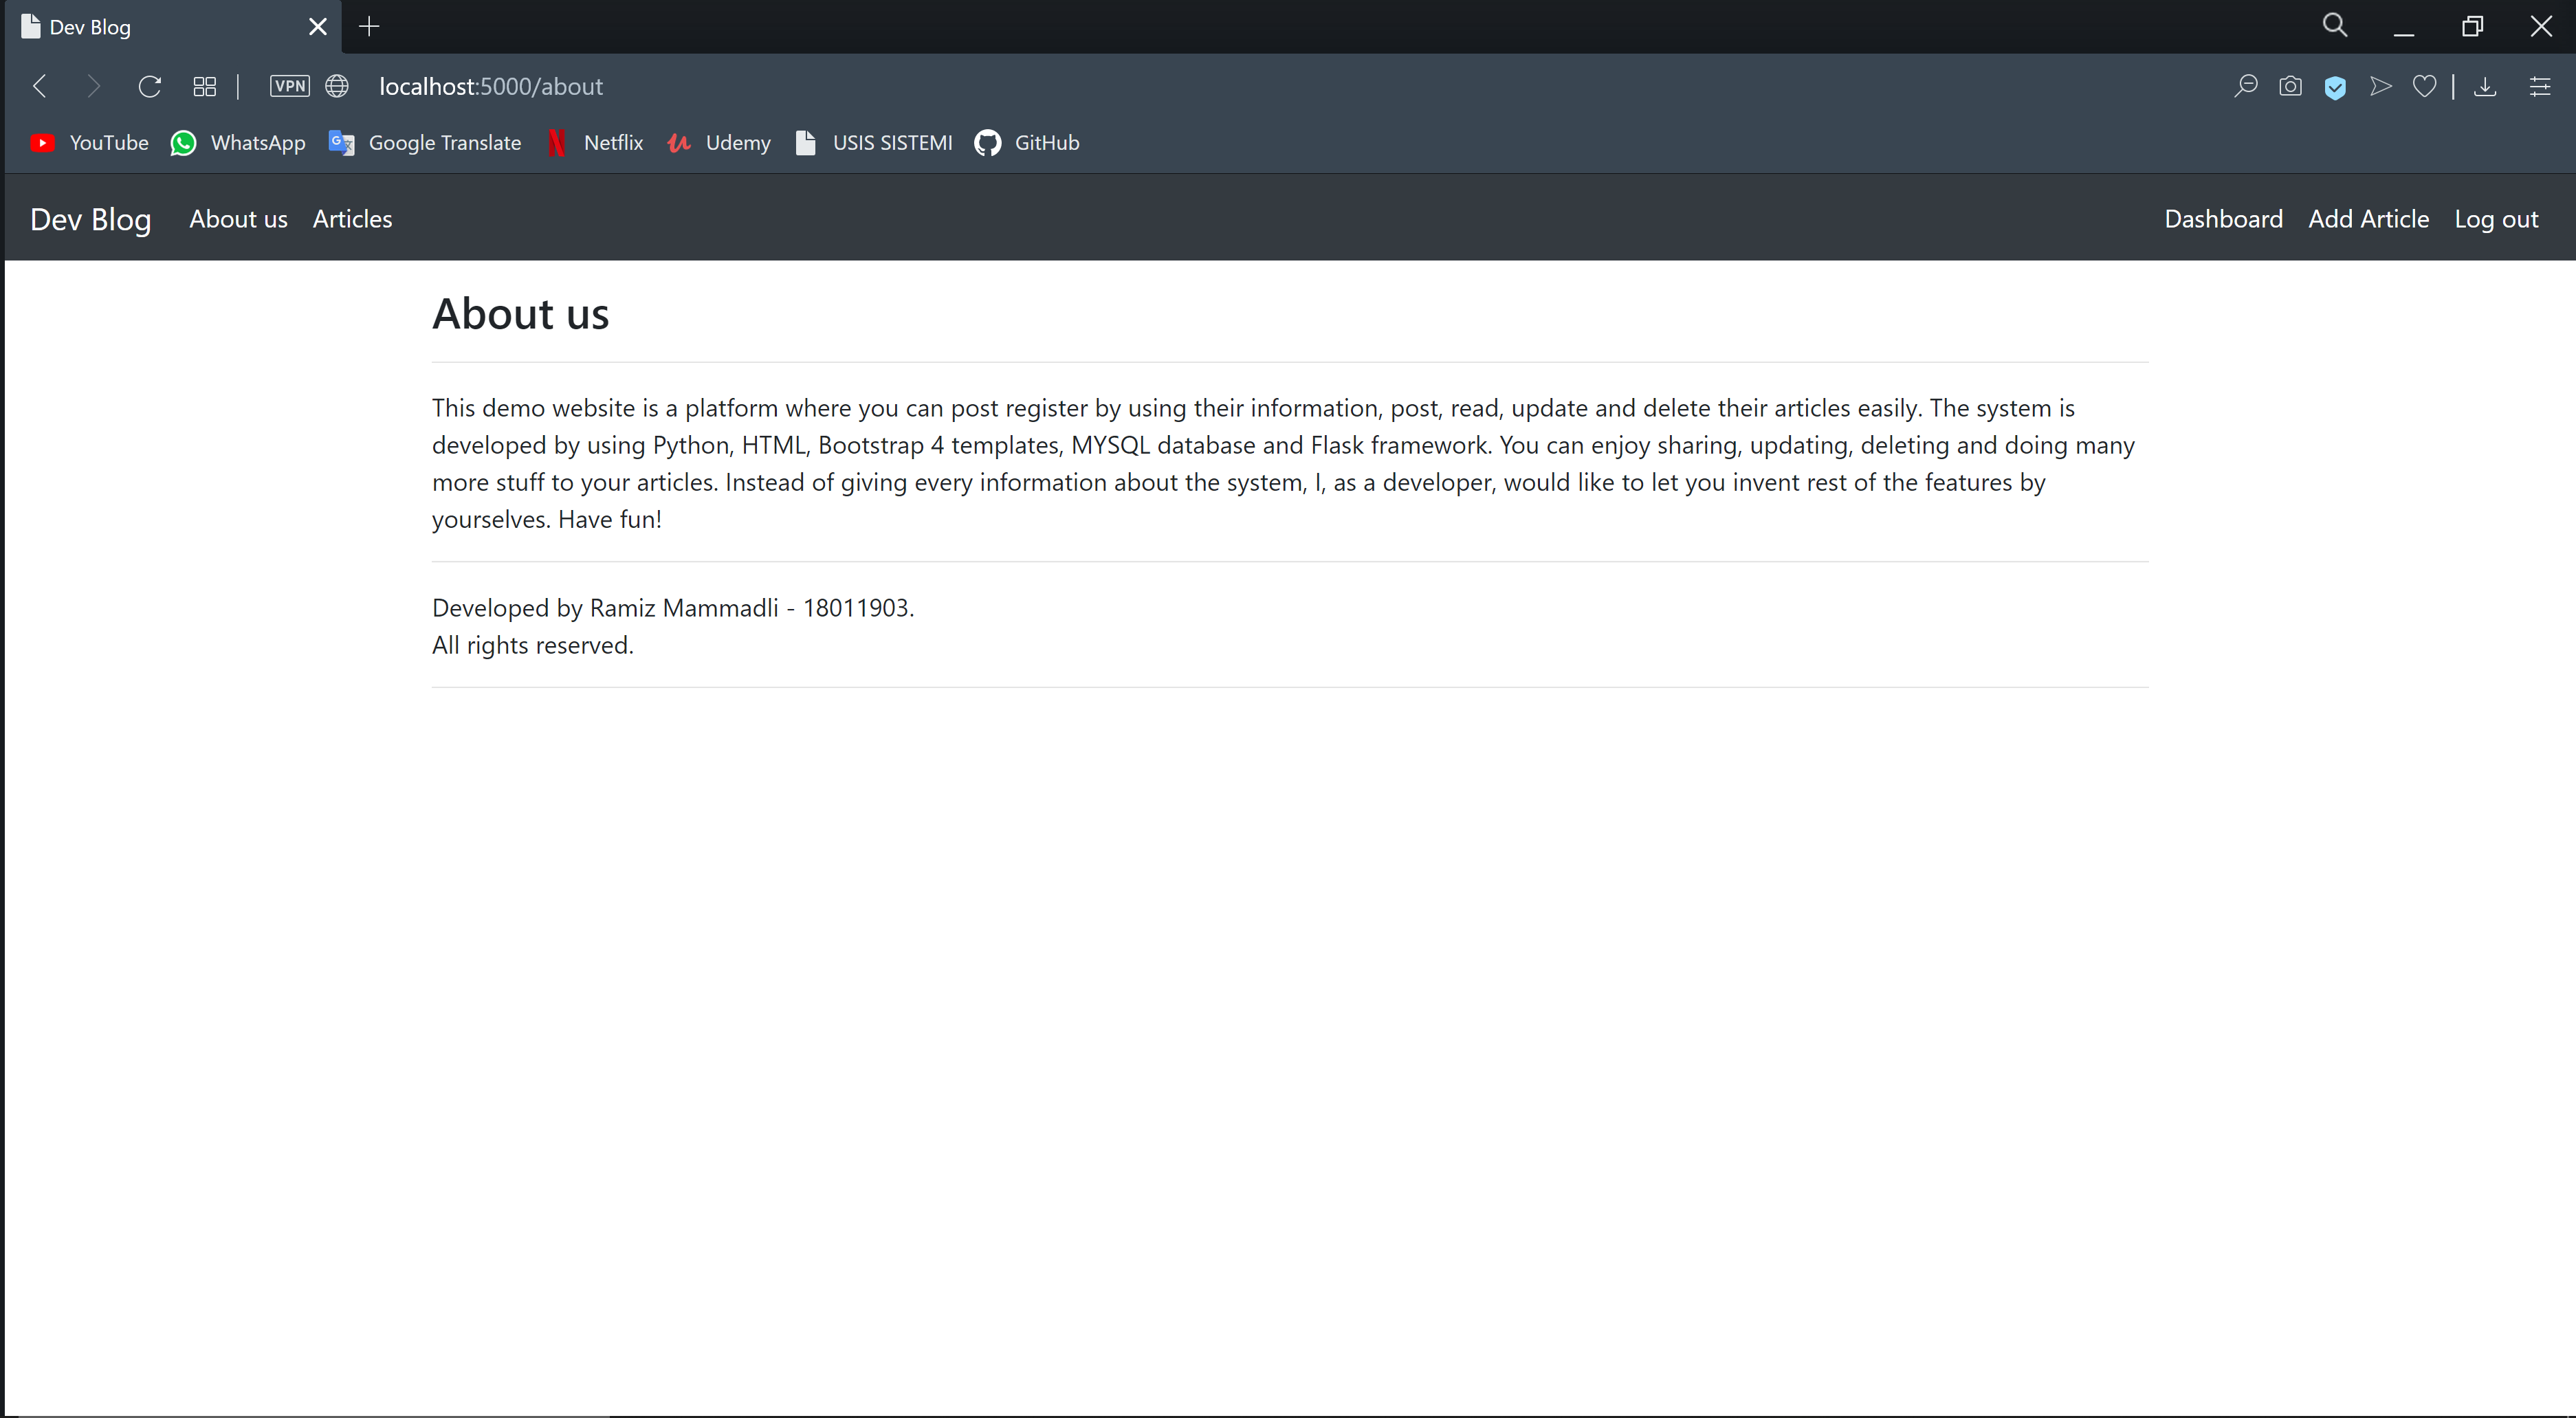 Dev Blog
VPN localhost:5000/about
YouTube WhatsApp Google Translate Netflix Udemy USIS SISTEMI GitHub
Dev Blog About us Articles Dashboard Add Article Log out
About us
This demo website is a platform where you can post register by using their information, post, read, update and delete their articles easily. The system is
developed by using Python, HTML, Bootstrap 4 templates, MYSQL database and Flask framework. You can enjoy sharing, updating, deleting and doing many
more stuff to your articles. Instead of giving every information about the system, I, as a developer, would like to let you invent rest of the features by
yourselves. Have fun!
Developed by Ramiz Mammadli - 18011903.
All rights reserved.